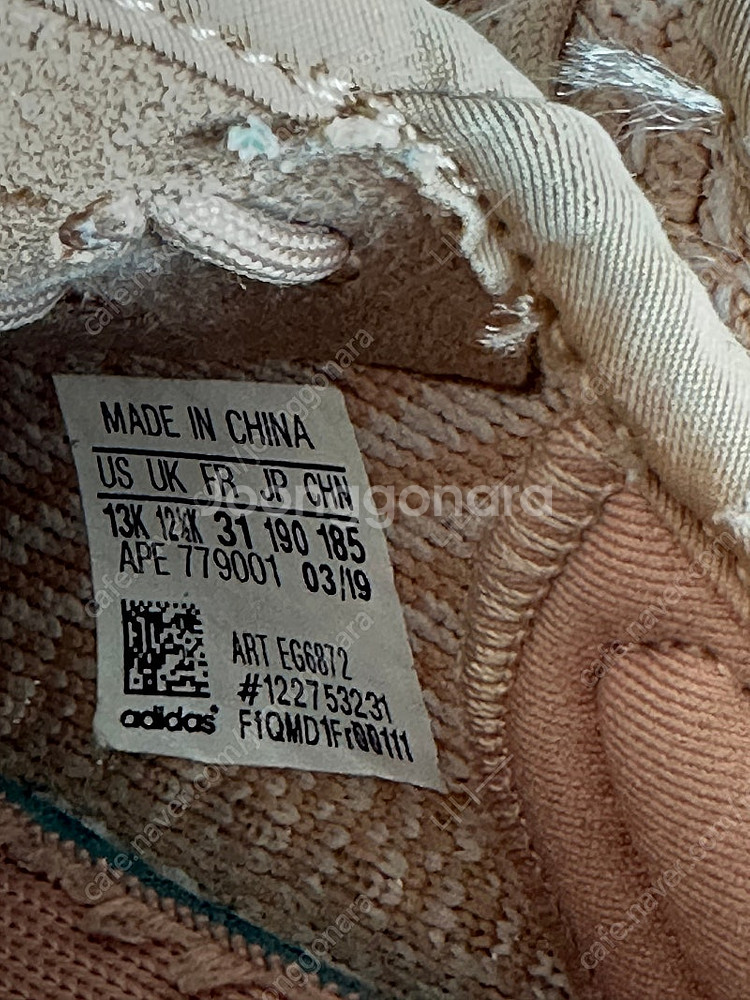 MADE IN CHINA
US UK FR JP CHN
13K 12½K 31 190 185
APE 779001 03/19
ART EG6872
#122753231
adidas
Joonggonara